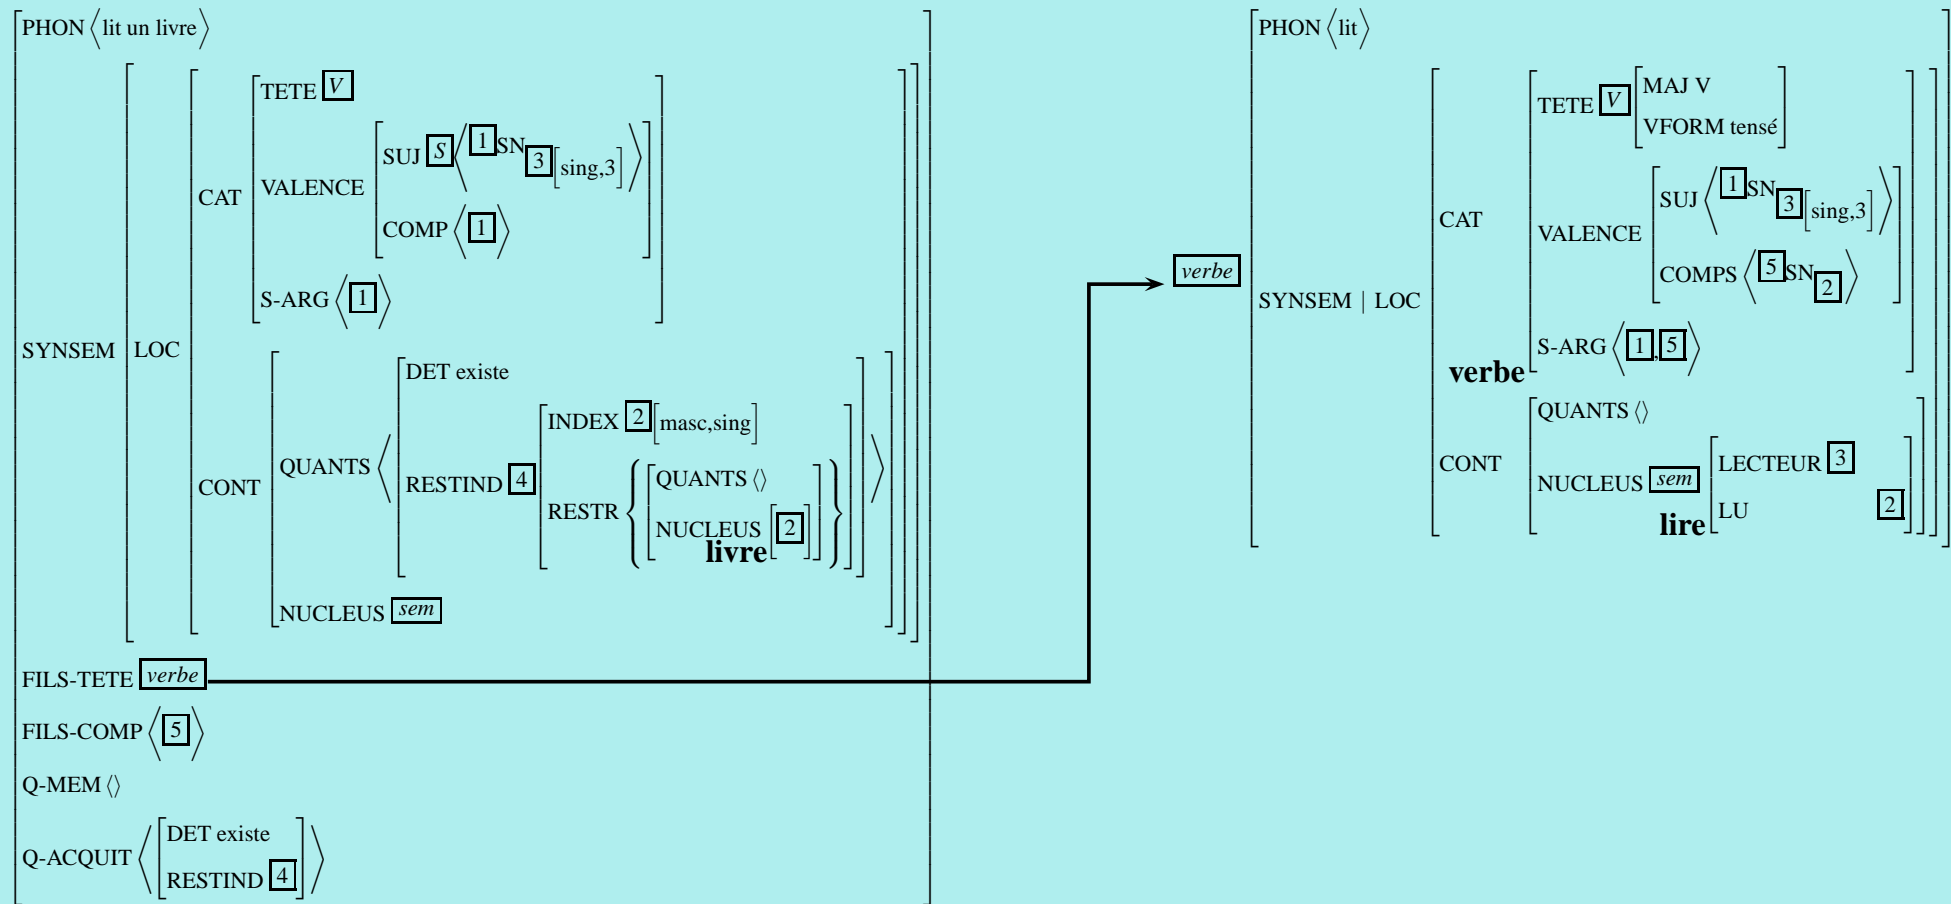 PHON ⟨lit un livre⟩
TETE V
SUJ S ⟨ 1 SN 3 [sing,3] ⟩
VALENCE
CAT
COMP ⟨ 1 ⟩
S-ARG ⟨ 1 ⟩
SYNSEM LOC
DET existe
INDEX 2 [masc,sing]
QUANTS
RESTIND 4
QUANTS ⟨⟩
CONT
RESTR
NUCLEUS [ 2 ]
livre
NUCLEUS sem
FILS-TETE verbe
FILS-COMP ⟨ 5 ⟩
Q-MEM ⟨⟩
DET existe
Q-ACQUIT
RESTIND 4
verbe
PHON ⟨lit⟩
MAJ V
TETE V
VFORM tensé
SUJ ⟨ 1 SN 3 [sing,3] ⟩
CAT
VALENCE
COMPS ⟨ 5 SN 2 ⟩
SYNSEM | LOC
S-ARG ⟨ 1 , 5 ⟩
verbe
QUANTS ⟨⟩
CONT
LECTEUR 3
NUCLEUS sem
LU 2
lire